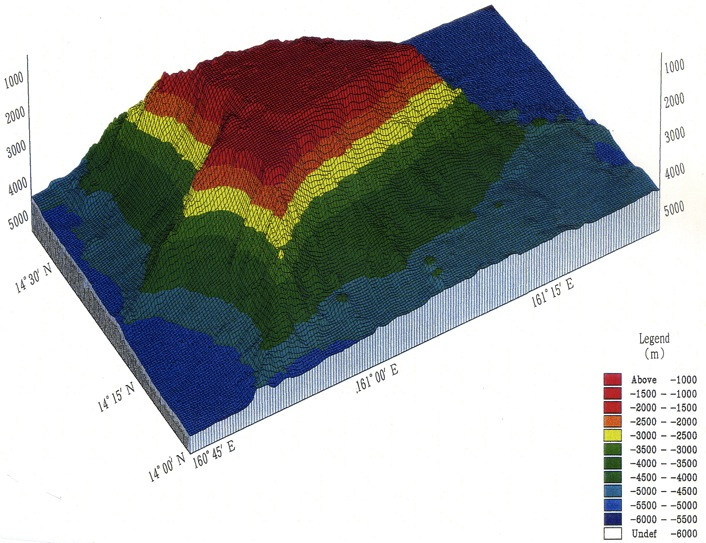 1000
2000
3000
4000
5000
1000
2000
3000
4000
5000
14° 30' N
14° 15' N
14° 00' N
160° 45' E
161° 00' E
161° 15' E
Legend
(m)
Above -1000
-1500 - -1000
-2000 - -1500
-2500 - -2000
-3000 - -2500
-3500 - -3000
-4000 - -3500
-4500 - -4000
-5000 - -4500
-5500 - -5000
-6000 - -5500
Undef -6000